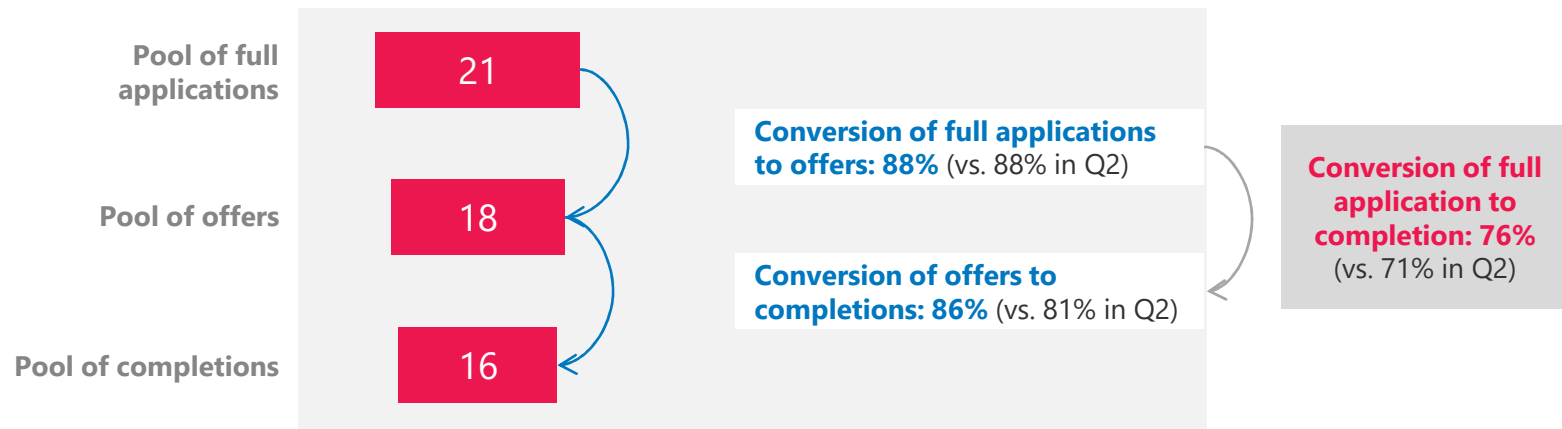 Pool of full
applications
21
Conversion of full applications
to offers: 88% (vs. 88% in Q2)
Conversion of full
application to
completion: 76%
(vs. 71% in Q2)
Pool of offers
18
Conversion of offers to
completions: 86% (vs. 81% in Q2)
Pool of completions
16